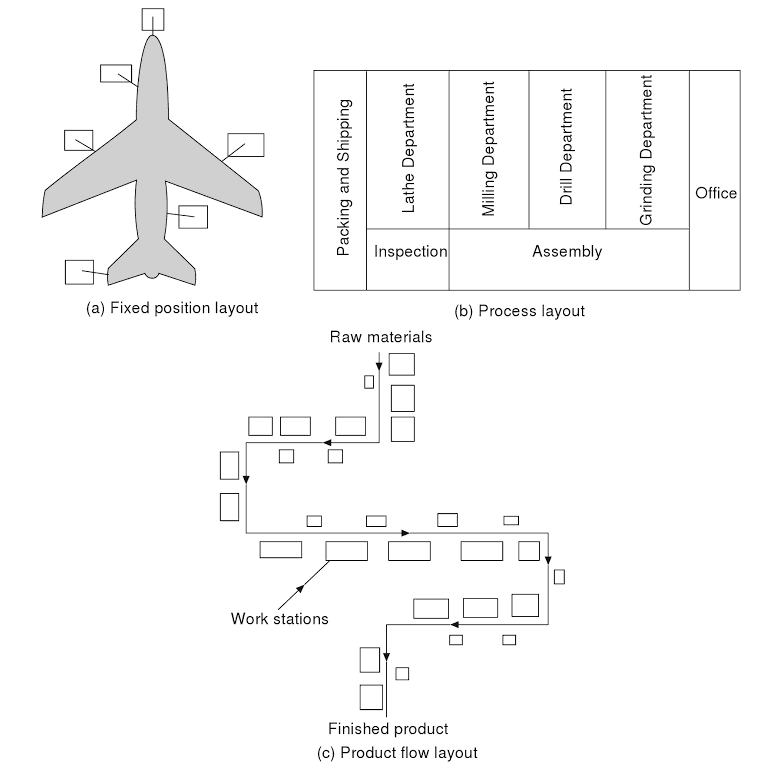 Packing and Shipping
Lathe Department
Milling Department
Drill Department
Grinding Department
Office
Inspection
Assembly
(a) Fixed position layout
(b) Process layout
Raw materials
Work stations
Finished product
(c) Product flow layout